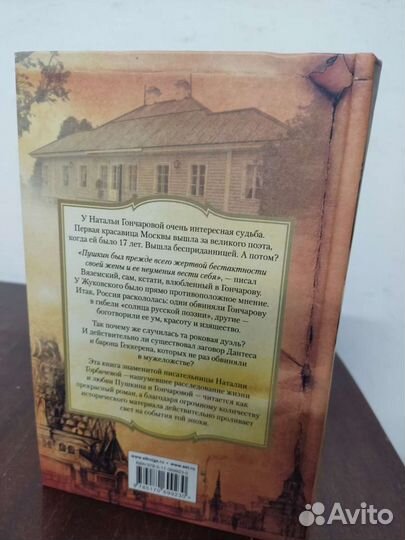 У Натальи Гончаровой очень интересная судьба.
Первая красавица Москвы вышла за великого поэта,
когда ей было 17 лет. Вышла бесприданницей. А потом?
«Пушкин был прежде всего жертвой бестактности
своей жены и ее неумения вести себя», — писал
Вяземский, сам, кстати, влюбленный в Гончарову.
У Жуковского было прямо противоположное мнение.
Итак, Россия раскололась: одни обвиняли Гончарову
в гибели «солнца русской поэзии», другие —
боготворили ее ум, красоту и изящество.
Так почему же случилась та роковая дуэль?
И действительно ли существовал заговор Дантеса
и барона Геккерена, которых не раз обвиняли
в мужеложстве?
Эта книга знаменитой писательницы Наталии
Горбачевой — нашумевшее расследование жизни
и любви Пушкина и Гончаровой — читается как
прекрасный роман, а благодаря огромному количеству
исторического материала действительно проливает
свет на события той эпохи.
Avito